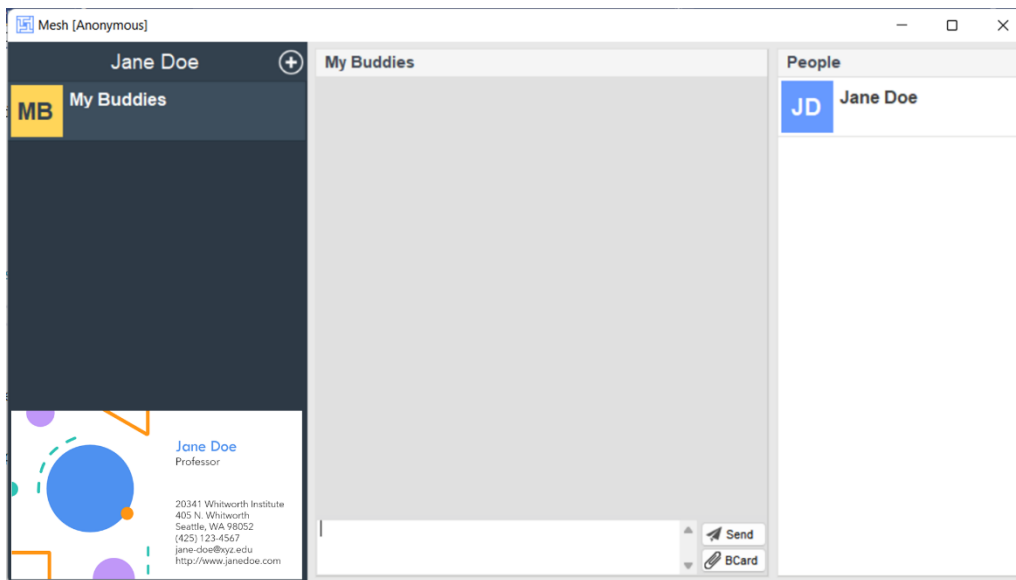 Mesh [Anonymous]
Jane Doe
MB
My Buddies
Jane Doe
Professor
20341 Whitworth Institute
405 N. Whitworth
Seattle, WA 98052
(425) 123-4567
jane-doe@xyz.edu
http://www.janedoe.com
My Buddies
Send
BCard
People
JD
Jane Doe